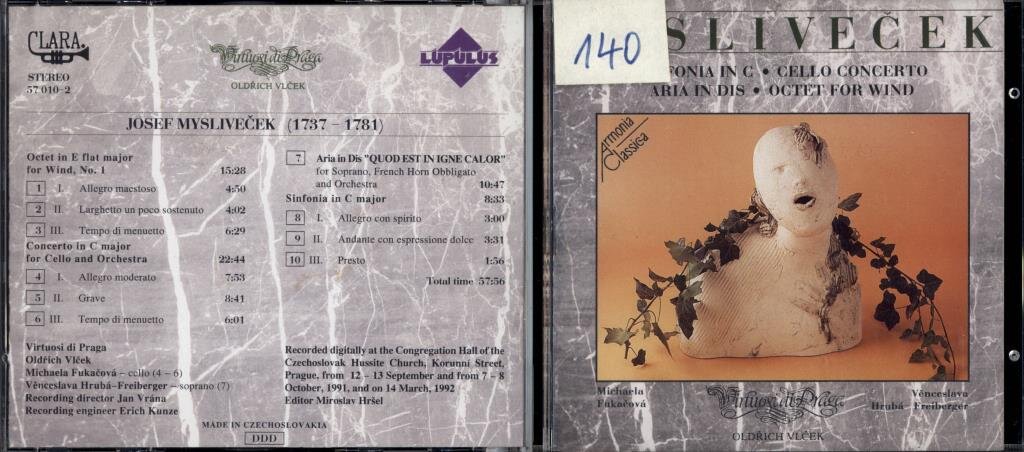 CLARA.
STEREO
57 010-2
Virtuosi di Praga
OLDŘICH VLČEK
LUPULUS
JOSEF MYSLIVEČEK (1737 – 1781)
Octet in E flat major
for Wind, No. 1 15:28
1 I. Allegro maestoso 4:50
2 II. Larghetto un poco sostenuto 4:02
3 III. Tempo di menuetto 6:29
Concerto in C major
for Cello and Orchestra 22:44
4 I. Allegro moderato 7:53
5 II. Grave 8:41
6 III. Tempo di menuetto 6:01
Virtuosi di Praga
Oldřich Vlček
Michaela Fukačová – cello (4 – 6)
Věnceslava Hrubá–Freiberger – soprano (7)
Recording director Jan Vrána
Recording engineer Erich Kunze
7 Aria in Dis "QUOD EST IN IGNE CALOR"
for Soprano, French Horn Obbligato
and Orchestra 10:47
Sinfonia in C major 8:33
8 I. Allegro con spirito 3:00
9 II. Andante con espressione dolce 3:31
10 III. Presto 1:56
Total time 57:56
Recorded digitally at the Congregation Hall of the
Czechoslovak Hussite Church, Korunní Street,
Prague, from 12 – 13 September and from 7 – 8
October, 1991, and on 14 March, 1992
Editor Miroslav Hršel
MADE IN CZECHOSLOVAKIA
DDD
140
SLIVEČEK
FONIA IN C • CELLO CONCERTO
ARIA IN DIS • OCTET FOR WIND
Armonia
Classica
Michaela
Fukačová
Virtuosi di Praga
OLDŘICH VLČEK
Věnceslava
Hrubá – Freiberger